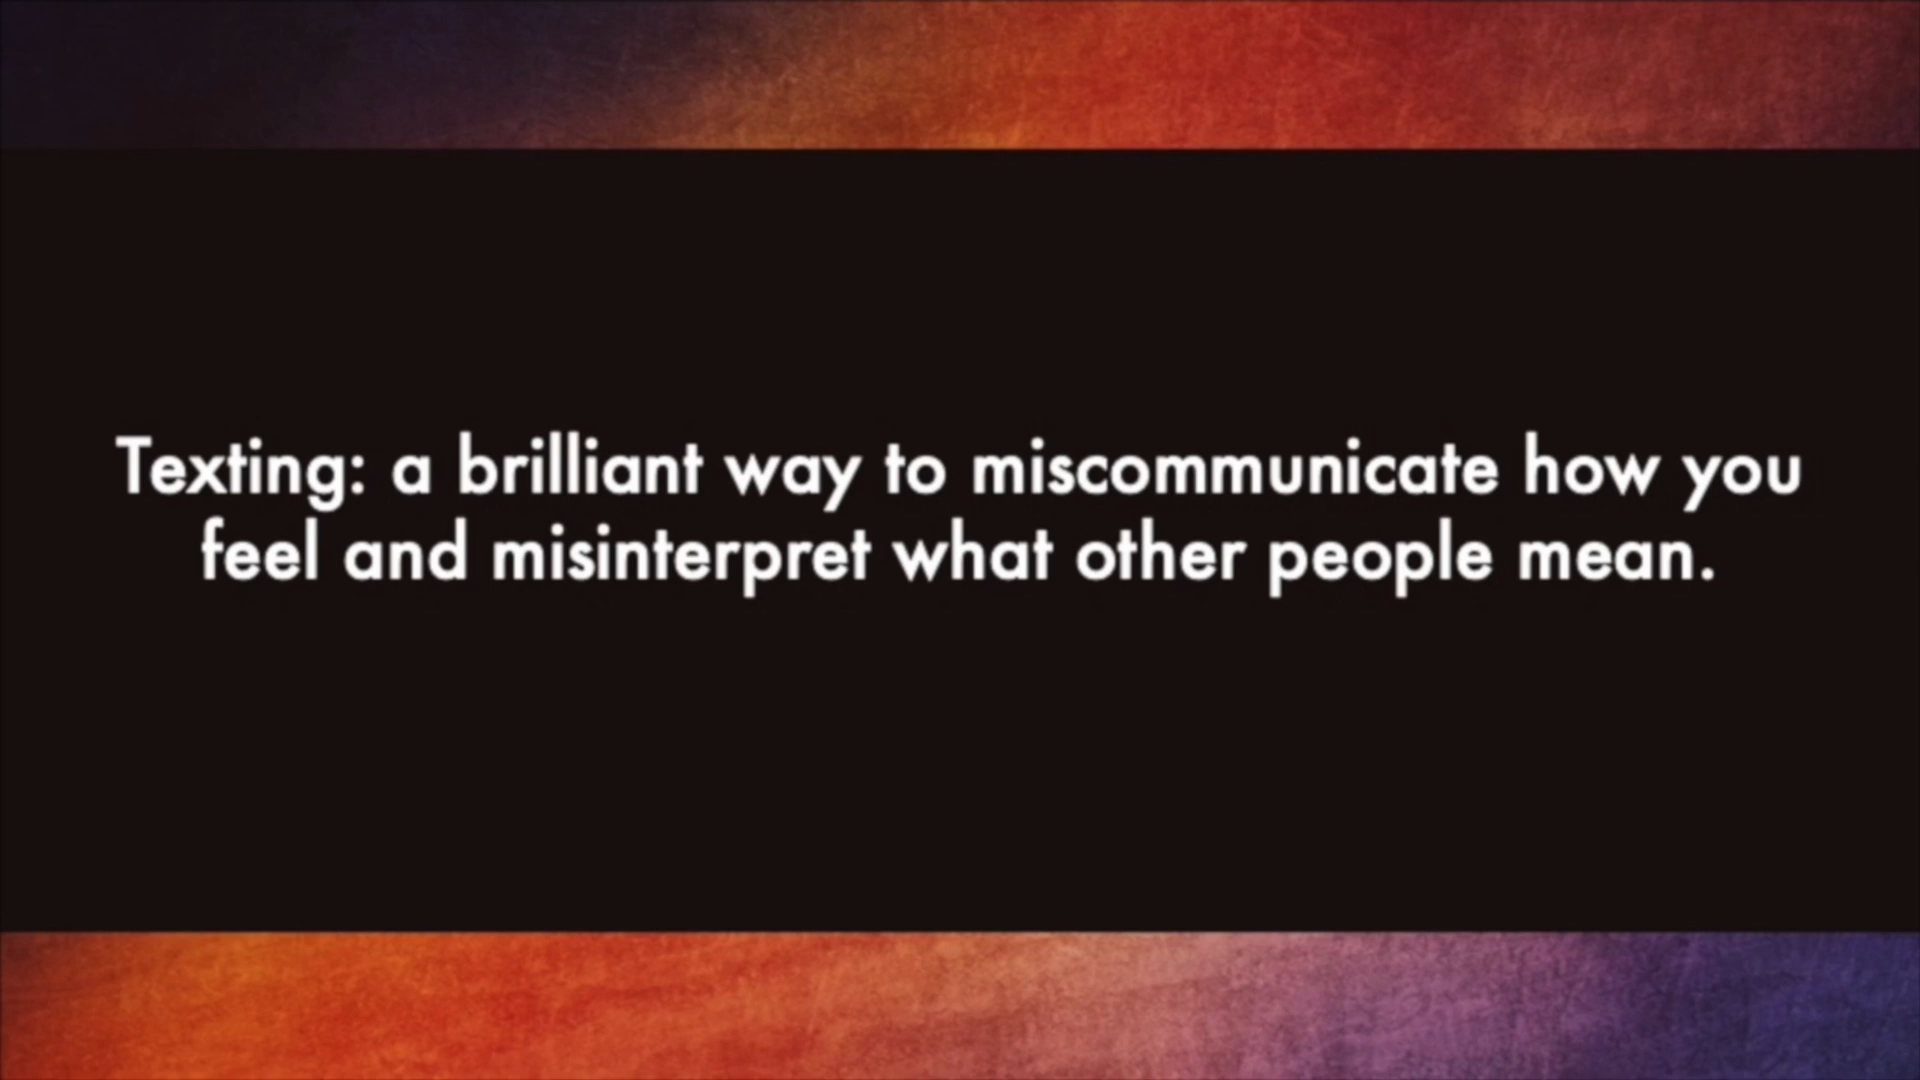 Texting: a brilliant way to miscommunicate how you
feel and misinterpret what other people mean.